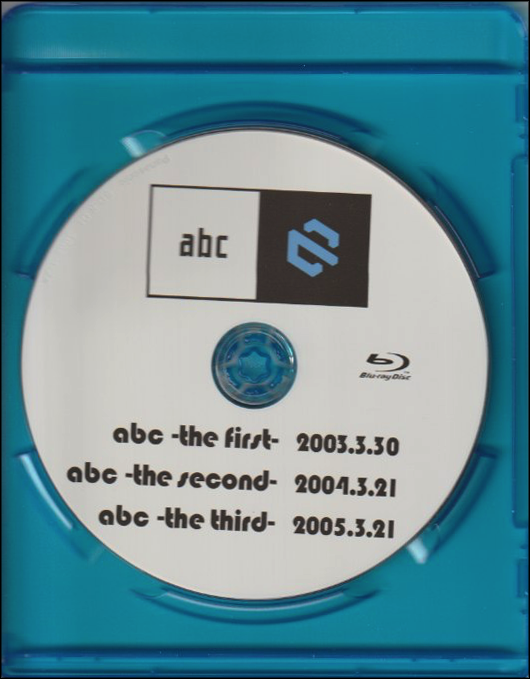 abc
Blu-ray Disc™
abc -the first- 2003.3.30
abc -the second- 2004.3.21
abc -the third- 2005.3.21